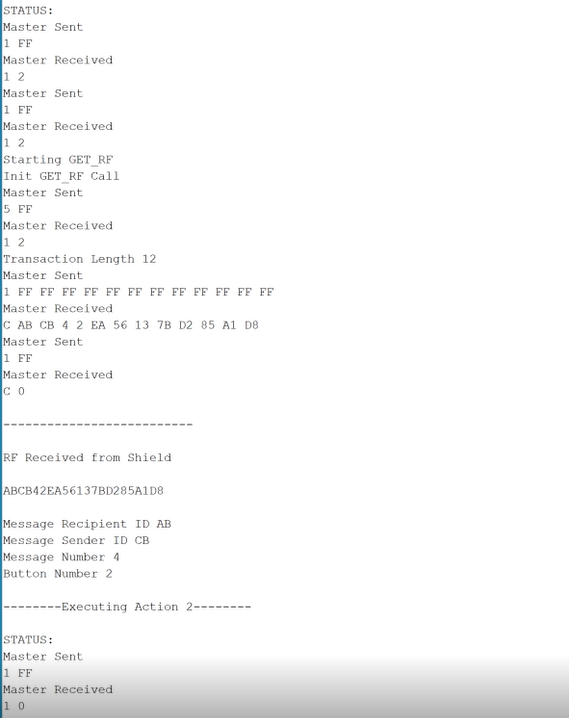 STATUS:
Master Sent
1 FF
Master Received
1 2
Master Sent
1 FF
Master Received
1 2
Starting GET_RF
Init GET_RF Call
Master Sent
5 FF
Master Received
1 2
Transaction Length 12
Master Sent
1 FF FF FF FF FF FF FF FF FF FF FF FF
Master Received
C AB CB 4 2 EA 56 13 7B D2 85 A1 D8
Master Sent
1 FF
Master Received
C 0
--------------------------
RF Received from Shield
ABCB42EA56137BD285A1D8
Message Recipient ID AB
Message Sender ID CB
Message Number 4
Button Number 2
--------Executing Action 2--------
STATUS:
Master Sent
1 FF
Master Received
1 0